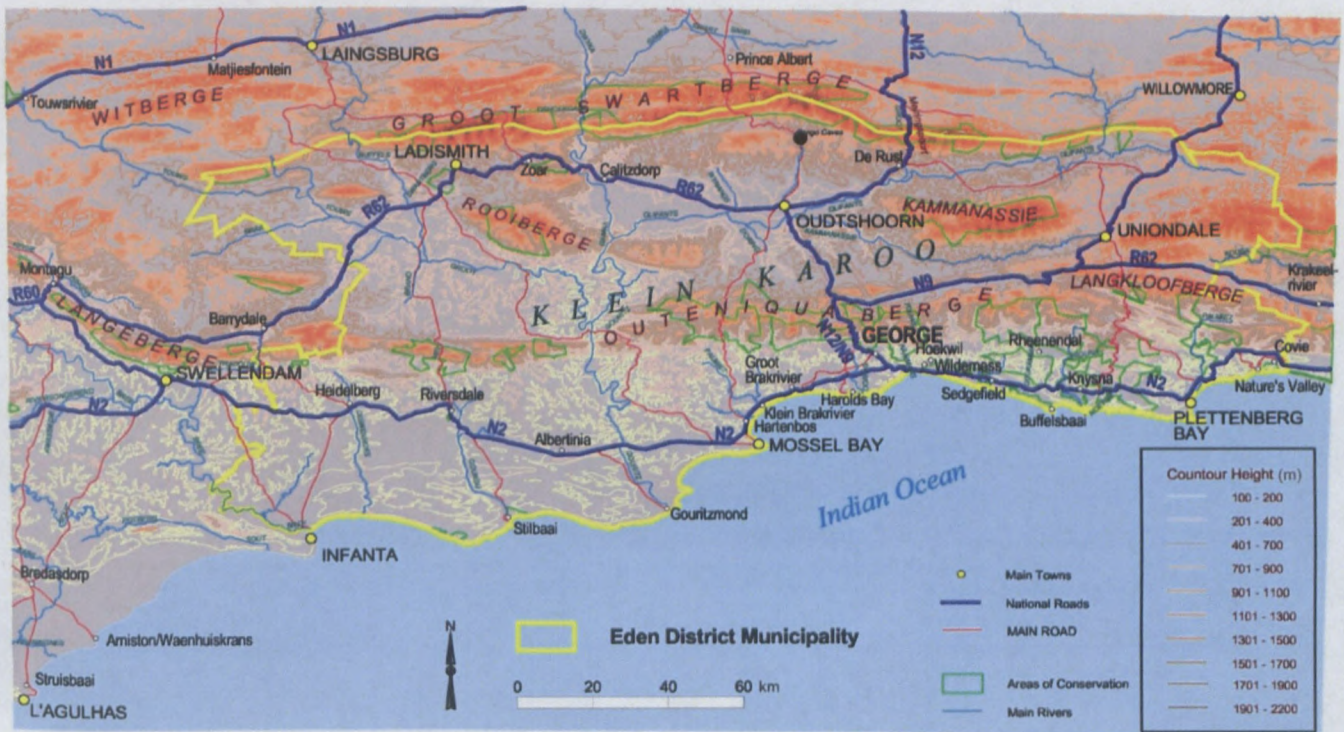 N1
N1
LAINGSBURG
Matjiesfontein
Touwsrivier
WITBERGE
GROOT SWARTBERGE
Prince Albert
N12
WILLOWMORE
LADISMITH
Zoar
Calitzdorp
R62
R62
De Rust
OUDTSHOORN
KAMMANASSIE
UNIONDALE
R62
ROOIBERGE
KLEIN KAROO
Montagu
R60
LANGEBERGE
Barrydale
OUTENIQUABERGE
N9
LANGKLOOFBERGE
Krakeel-
rivier
N12/N9
GEORGE
SWELLENDAM
N2
Heidelberg
Riversdale
N2
Albertinia
N2
Groot
Brakrivier
Klein Brakrivier
Hartenbos
MOSSEL BAY
Harolds Bay
Hoekwil
Wilderness
Sedgefield
Rheenendal
Buffelsbaai
Knysna
N2
Covie
Nature's Valley
PLETTENBERG
BAY
INFANTA
Stilbaai
Gouritzmond
Indian Ocean
Bredasdorp
Arniston/Waenhuiskrans
Struisbaai
L'AGULHAS
N
Eden District Municipality
0 20 40 60 km
Main Towns
National Roads
MAIN ROAD
Areas of Conservation
Main Rivers
Countour Height (m)
100 - 200
201 - 400
401 - 700
701 - 900
901 - 1100
1101 - 1300
1301 - 1500
1501 - 1700
1701 - 1900
1901 - 2200